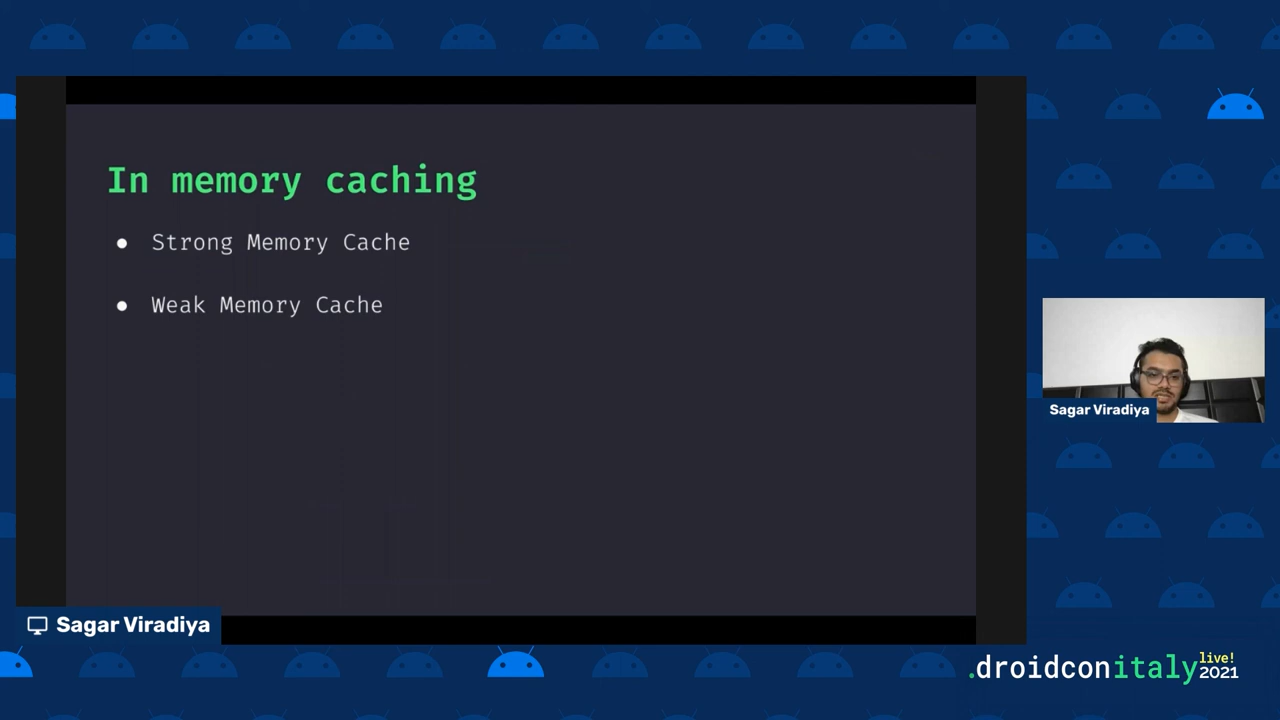 In memory caching
● Strong Memory Cache
● Weak Memory Cache
Sagar Viradiya
Sagar Viradiya
.droidconitaly live! 2021